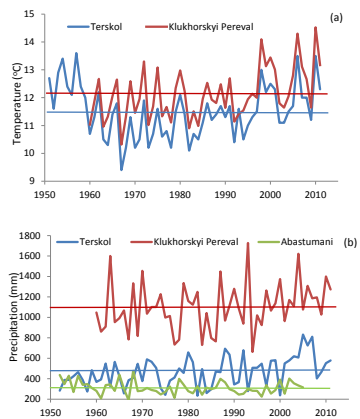 (a)
Terskol Klukhorskyi Pereval
15
14
13
12
11
10
9
Temperature (°C)
1950 1960 1970 1980 1990 2000 2010
(b)
Terskol Klukhorskyi Pereval Abastumani
1800
1600
1400
1200
1000
800
600
400
200
Precipitation (mm)
1950 1960 1970 1980 1990 2000 2010